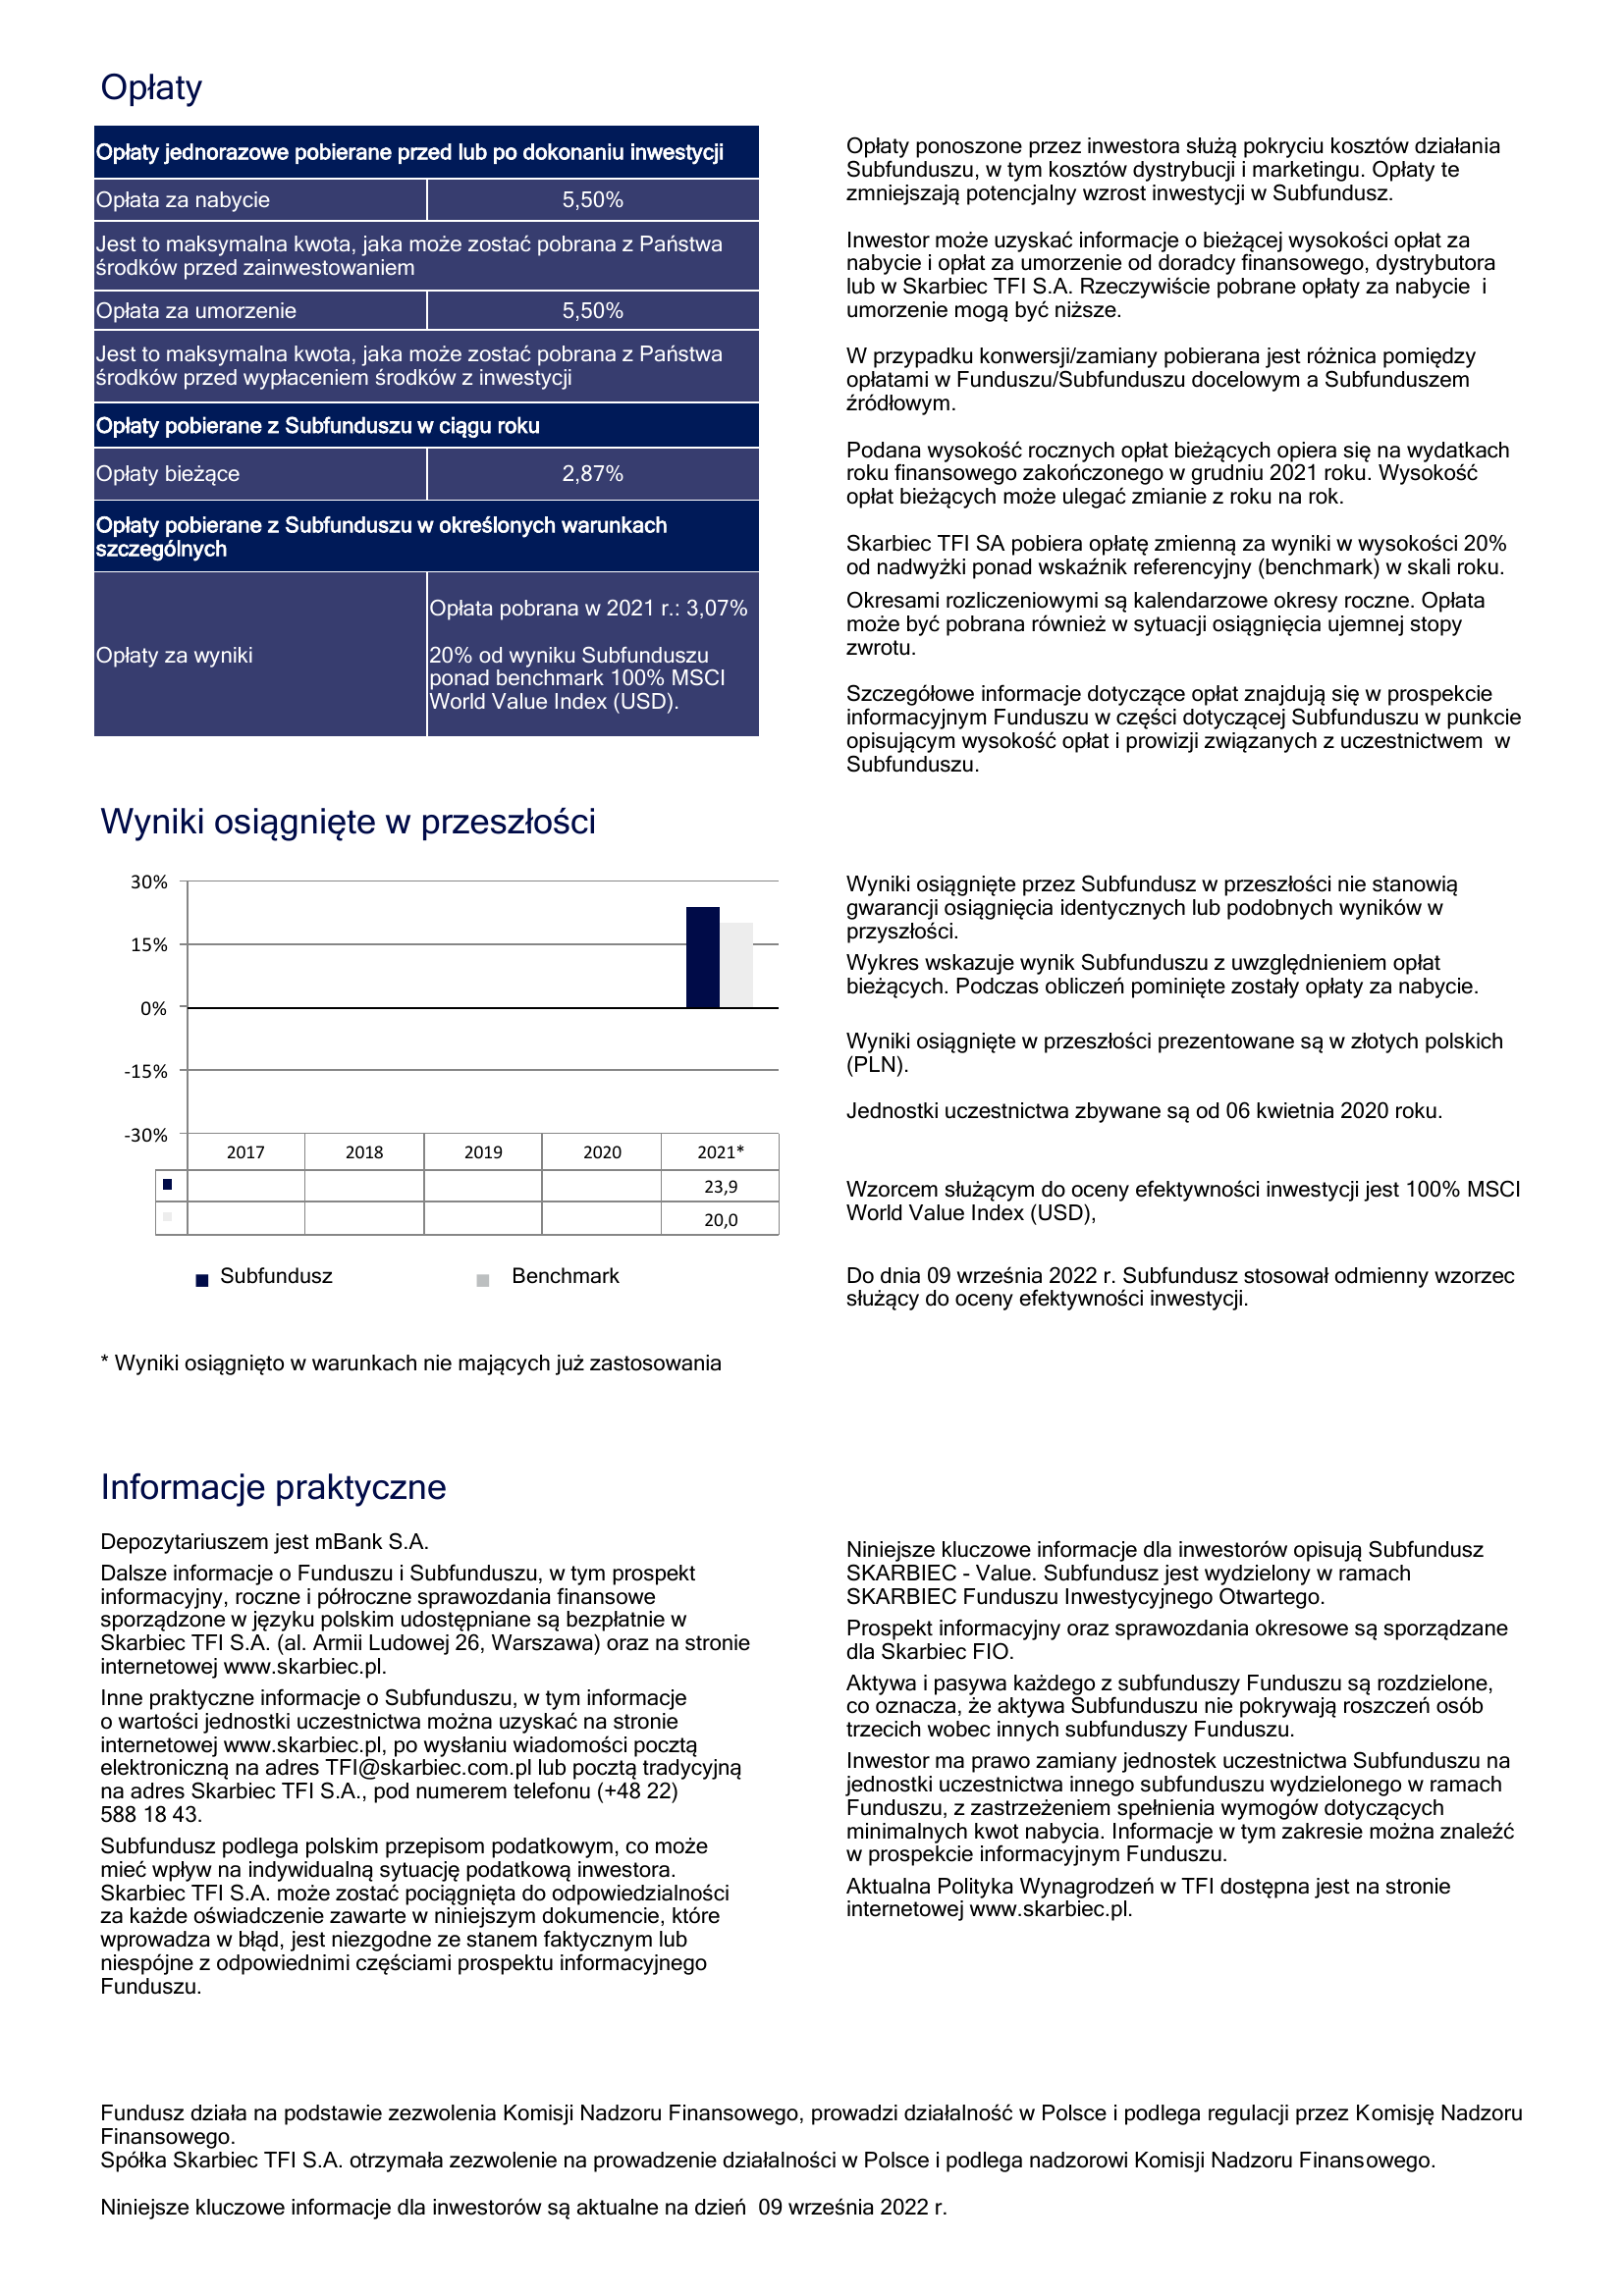 Opłaty
Opłaty jednorazowe pobierane przed lub po dokonaniu inwestycji
Opłata za nabycie 5,50%
Jest to maksymalna kwota, jaka może zostać pobrana z Państwa
środków przed zainwestowaniem
Opłata za umorzenie 5,50%
Jest to maksymalna kwota, jaka może zostać pobrana z Państwa
środków przed wypłaceniem środków z inwestycji
Opłaty pobierane z Subfunduszu w ciągu roku
Opłaty bieżące 2,87%
Opłaty pobierane z Subfunduszu w określonych warunkach
szczególnych
Opłaty za wyniki
Opłata pobrana w 2021 r.: 3,07%
20% od wyniku Subfunduszu
ponad benchmark 100% MSCI
World Value Index (USD).
Opłaty ponoszone przez inwestora służą pokryciu kosztów działania
Subfunduszu, w tym kosztów dystrybucji i marketingu. Opłaty te
zmniejszają potencjalny wzrost inwestycji w Subfundusz.
Inwestor może uzyskać informacje o bieżącej wysokości opłat za
nabycie i opłat za umorzenie od doradcy finansowego, dystrybutora
lub w Skarbiec TFI S.A. Rzeczywiście pobrane opłaty za nabycie i
umorzenie mogą być niższe.
W przypadku konwersji/zamiany pobierana jest różnica pomiędzy
opłatami w Funduszu/Subfunduszu docelowym a Subfunduszem
źródłowym.
Podana wysokość rocznych opłat bieżących opiera się na wydatkach
roku finansowego zakończonego w grudniu 2021 roku. Wysokość
opłat bieżących może ulegać zmianie z roku na rok.
Skarbiec TFI SA pobiera opłatę zmienną za wyniki w wysokości 20%
od nadwyżki ponad wskaźnik referencyjny (benchmark) w skali roku.
Okresami rozliczeniowymi są kalendarzowe okresy roczne. Opłata
może być pobrana również w sytuacji osiągnięcia ujemnej stopy
zwrotu.
Szczegółowe informacje dotyczące opłat znajdują się w prospekcie
informacyjnym Funduszu w części dotyczącej Subfunduszu w punkcie
opisującym wysokość opłat i prowizji związanych z uczestnictwem w
Subfunduszu.
Wyniki osiągnięte w przeszłości
30%
15%
0%
-15%
-30%
2017 2018 2019 2020 2021*
23,9
20,0
Subfundusz Benchmark
* Wyniki osiągnięto w warunkach nie mających już zastosowania
Wyniki osiągnięte przez Subfundusz w przeszłości nie stanowią
gwarancji osiągnięcia identycznych lub podobnych wyników w
przyszłości.
Wykres wskazuje wynik Subfunduszu z uwzględnieniem opłat
bieżących. Podczas obliczeń pominięte zostały opłaty za nabycie.
Wyniki osiągnięte w przeszłości prezentowane są w złotych polskich
(PLN).
Jednostki uczestnictwa zbywane są od 06 kwietnia 2020 roku.
Wzorcem służącym do oceny efektywności inwestycji jest 100% MSCI
World Value Index (USD),
Do dnia 09 września 2022 r. Subfundusz stosował odmienny wzorzec
służący do oceny efektywności inwestycji.
Informacje praktyczne
Depozytariuszem jest mBank S.A.
Dalsze informacje o Funduszu i Subfunduszu, w tym prospekt
informacyjny, roczne i półroczne sprawozdania finansowe
sporządzone w języku polskim udostępniane są bezpłatnie w
Skarbiec TFI S.A. (al. Armii Ludowej 26, Warszawa) oraz na stronie
internetowej www.skarbiec.pl.
Inne praktyczne informacje o Subfunduszu, w tym informacje
o wartości jednostki uczestnictwa można uzyskać na stronie
internetowej www.skarbiec.pl, po wysłaniu wiadomości pocztą
elektroniczną na adres TFI@skarbiec.com.pl lub pocztą tradycyjną
na adres Skarbiec TFI S.A., pod numerem telefonu (+48 22)
588 18 43.
Subfundusz podlega polskim przepisom podatkowym, co może
mieć wpływ na indywidualną sytuację podatkową inwestora.
Skarbiec TFI S.A. może zostać pociągnięta do odpowiedzialności
za każde oświadczenie zawarte w niniejszym dokumencie, które
wprowadza w błąd, jest niezgodne ze stanem faktycznym lub
niespójne z odpowiednimi częściami prospektu informacyjnego
Funduszu.
Niniejsze kluczowe informacje dla inwestorów opisują Subfundusz
SKARBIEC - Value. Subfundusz jest wydzielony w ramach
SKARBIEC Funduszu Inwestycyjnego Otwartego.
Prospekt informacyjny oraz sprawozdania okresowe są sporządzane
dla Skarbiec FIO.
Aktywa i pasywa każdego z subfunduszy Funduszu są rozdzielone,
co oznacza, że aktywa Subfunduszu nie pokrywają roszczeń osób
trzecich wobec innych subfunduszy Funduszu.
Inwestor ma prawo zamiany jednostek uczestnictwa Subfunduszu na
jednostki uczestnictwa innego subfunduszu wydzielonego w ramach
Funduszu, z zastrzeżeniem spełnienia wymogów dotyczących
minimalnych kwot nabycia. Informacje w tym zakresie można znaleźć
w prospekcie informacyjnym Funduszu.
Aktualna Polityka Wynagrodzeń w TFI dostępna jest na stronie
internetowej www.skarbiec.pl.
Fundusz działa na podstawie zezwolenia Komisji Nadzoru Finansowego, prowadzi działalność w Polsce i podlega regulacji przez Komisję Nadzoru
Finansowego.
Spółka Skarbiec TFI S.A. otrzymała zezwolenie na prowadzenie działalności w Polsce i podlega nadzorowi Komisji Nadzoru Finansowego.
Niniejsze kluczowe informacje dla inwestorów są aktualne na dzień 09 września 2022 r.